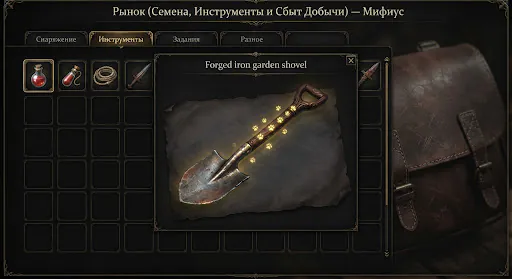 Рынок (Семена, Инструменты и Сбыт Добычи) — Мифиус
Снаряжение Инструменты Задания Разное
Forged iron garden shovel